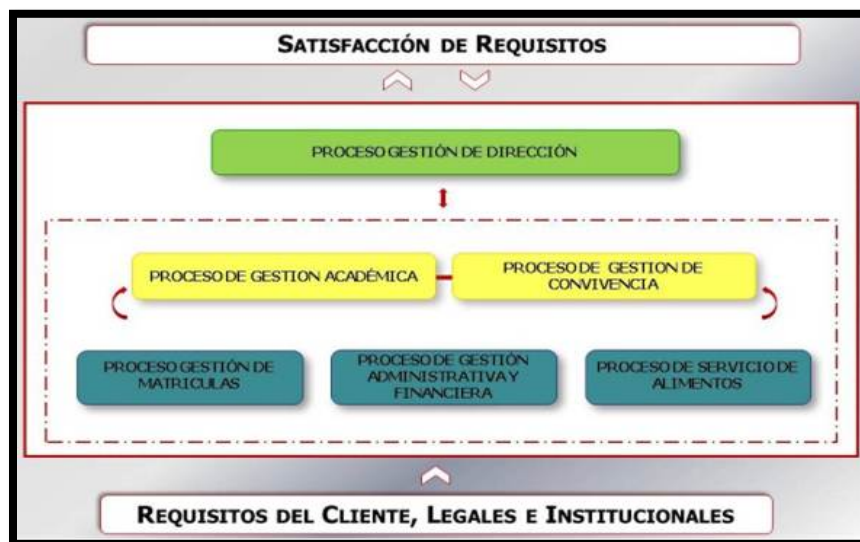 SATISFACCIÓN DE REQUISITOS
PROCESO GESTIÓN DE DIRECCIÓN
PROCESO DE GESTION ACADÉMICA
PROCESO DE GESTION DE
CONVIVENCIA
PROCESO GESTIÓN DE
MATRICULAS
PROCESO DE GESTIÓN
ADMINISTRATIVA Y
FINANCIERA
PROCESO DE SERVICIO DE
ALIMENTOS
REQUISITOS DEL CLIENTE, LEGALES E INSTITUCIONALES